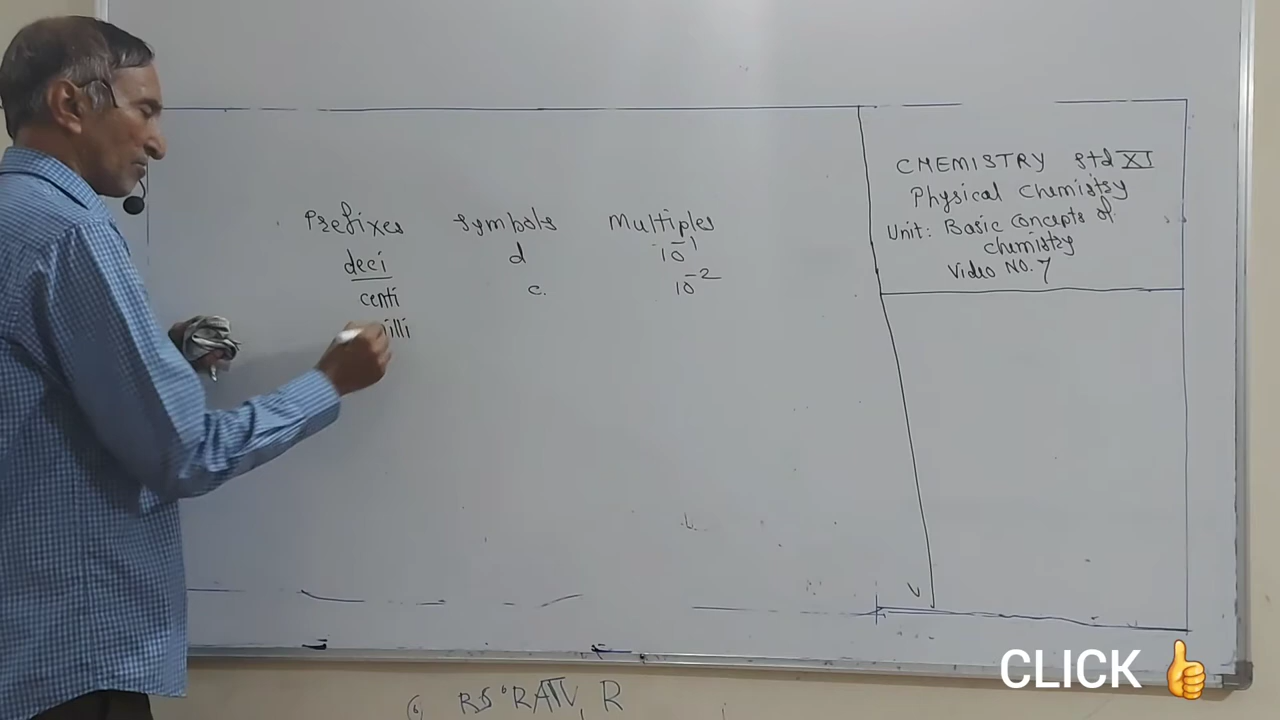 Prefixes Symbols Multiples
deci d 10⁻¹
centi c. 10⁻²
illi
CHEMISTRY std XI
Physical Chemistry
Unit: Basic Concepts of
chemistry
Video NO. 7
CLICK